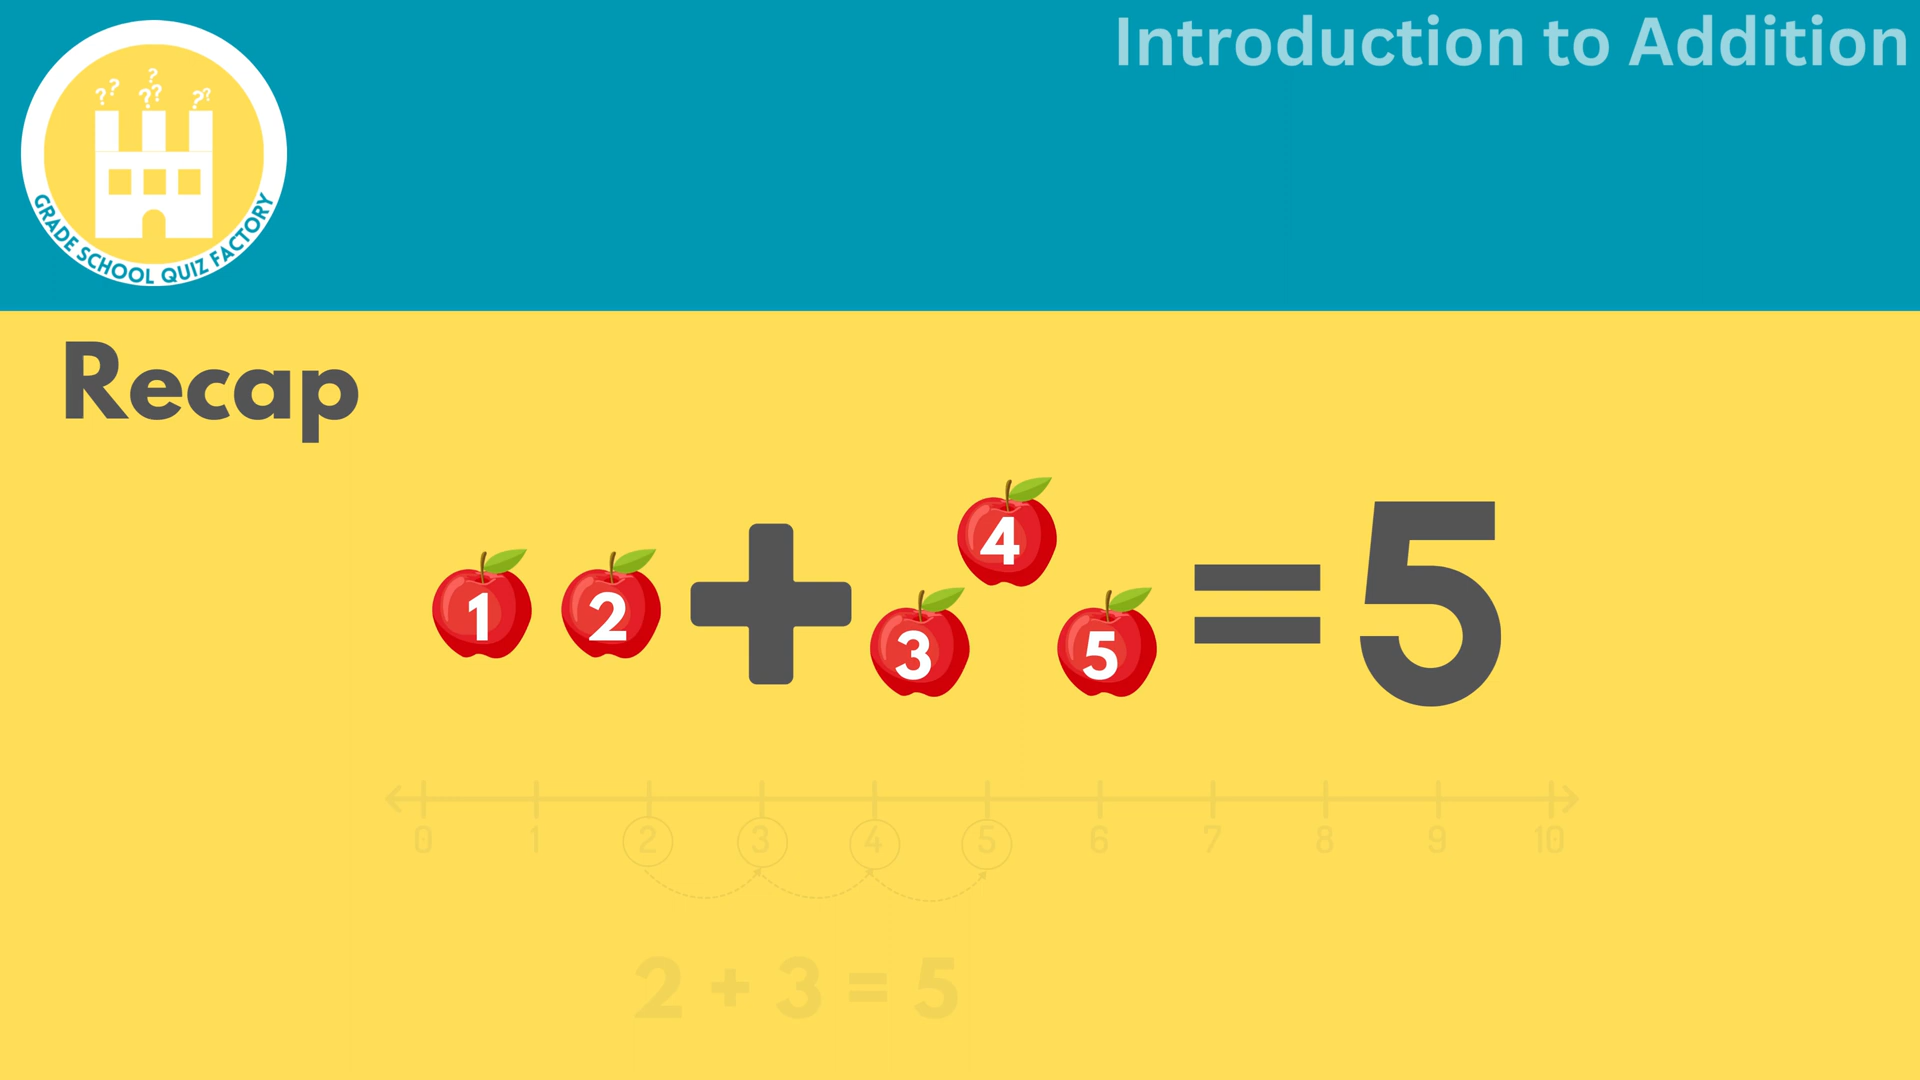 Introduction to Addition
? ? ? ? ? ? ?
GRADE SCHOOL QUIZ FACTORY
Recap
1 2 + 3 4 5 = 5
0 1 2 3 4 5 6 7 8 9 10
2 + 3 = 5